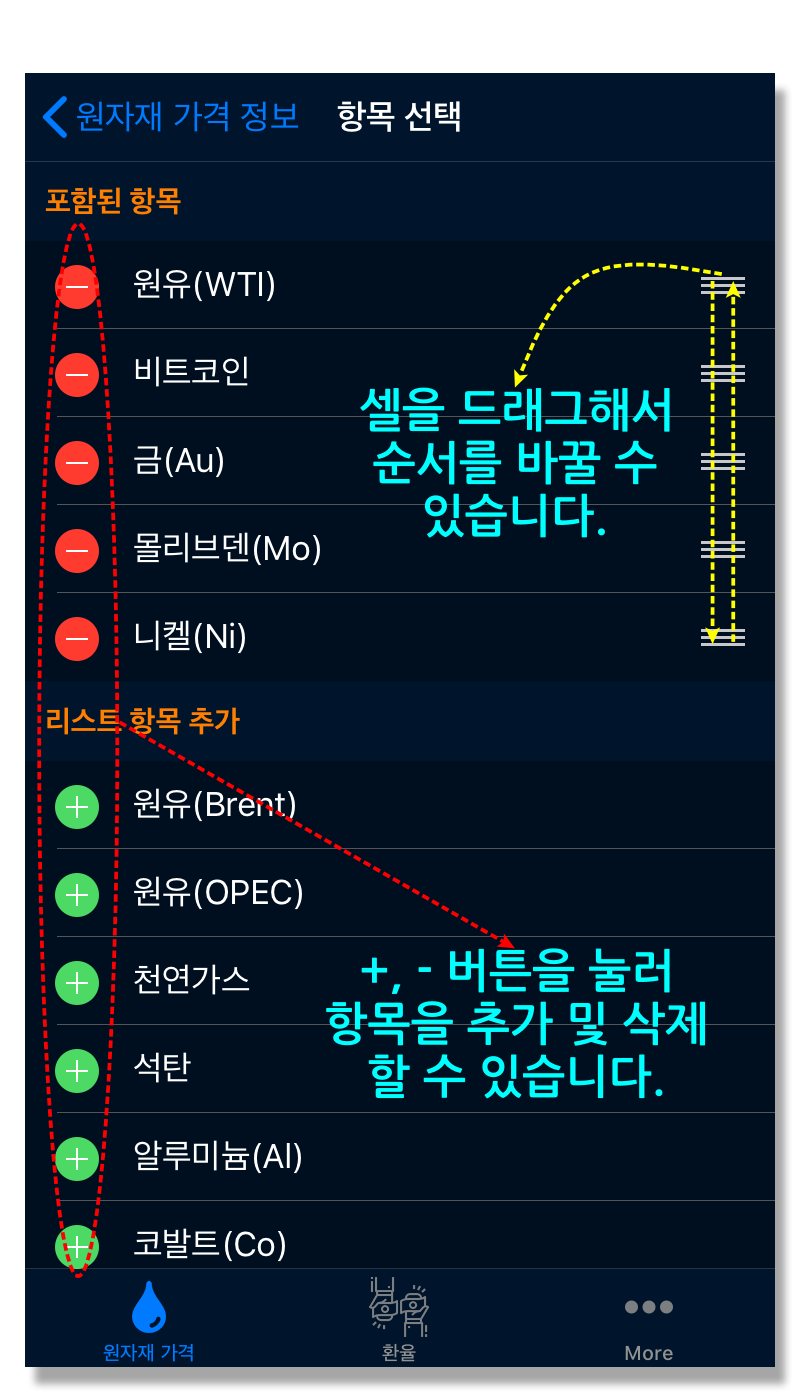 원자재 가격 정보
항목 선택
포함된 항목
원유(WTI)
비트코인
금(Au)
몰리브덴(Mo)
니켈(Ni)
셀을 드래그해서
순서를 바꿀 수
있습니다.
리스트 항목 추가
원유(Brent)
원유(OPEC)
천연가스
석탄
알루미늄(Al)
코발트(Co)
+, - 버튼을 눌러
항목을 추가 및 삭제
할 수 있습니다.
원자재 가격
환율
More